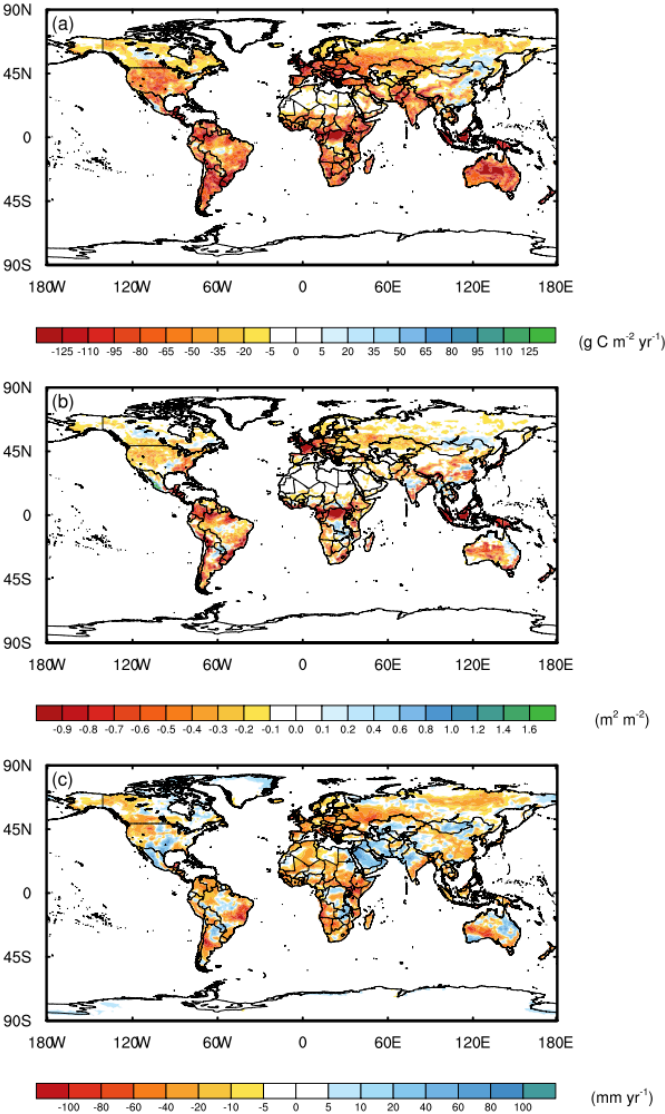 (a)
90N
45N
0
45S
90S
180W 120W 60W 0 60E 120E 180E
-125 -110 -95 -80 -65 -50 -35 -20 -5 0 5 20 35 50 65 80 95 110 125
(g C m⁻² yr⁻¹)
(b)
90N
45N
0
45S
90S
180W 120W 60W 0 60E 120E 180E
-0.9 -0.8 -0.7 -0.6 -0.5 -0.4 -0.3 -0.2 -0.1 0.0 0.1 0.2 0.4 0.6 0.8 1.0 1.2 1.4 1.6
(m² m⁻²)
(c)
90N
45N
0
45S
90S
180W 120W 60W 0 60E 120E 180E
-100 -80 -60 -40 -20 -10 -5 0 5 10 20 40 60 80 100
(mm yr⁻¹)